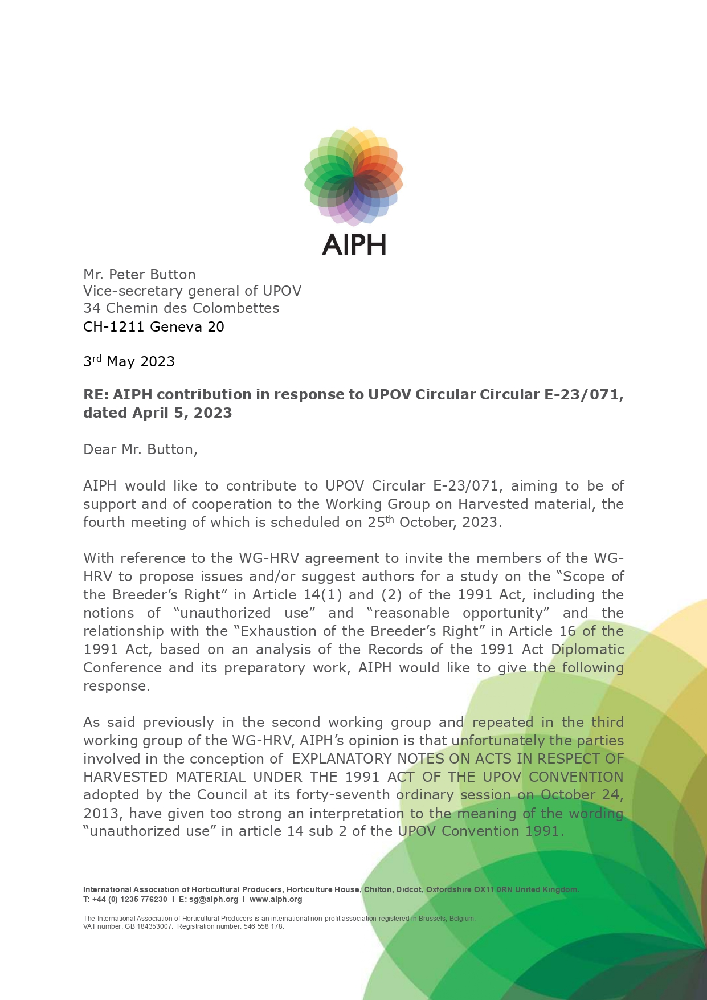 AIPH
Mr. Peter Button
Vice-secretary general of UPOV
34 Chemin des Colombettes
CH-1211 Geneva 20
3rd May 2023
RE: AIPH contribution in response to UPOV Circular Circular E-23/071,
dated April 5, 2023
Dear Mr. Button,
AIPH would like to contribute to UPOV Circular E-23/071, aiming to be of
support and of cooperation to the Working Group on Harvested material, the
fourth meeting of which is scheduled on 25th October, 2023.
With reference to the WG-HRV agreement to invite the members of the WG-
HRV to propose issues and/or suggest authors for a study on the “Scope of
the Breeder’s Right” in Article 14(1) and (2) of the 1991 Act, including the
notions of “unauthorized use” and “reasonable opportunity” and the
relationship with the “Exhaustion of the Breeder’s Right” in Article 16 of the
1991 Act, based on an analysis of the Records of the 1991 Act Diplomatic
Conference and its preparatory work, AIPH would like to give the following
response.
As said previously in the second working group and repeated in the third
working group of the WG-HRV, AIPH’s opinion is that unfortunately the parties
involved in the conception of  EXPLANATORY NOTES ON ACTS IN RESPECT OF
HARVESTED MATERIAL UNDER THE 1991 ACT OF THE UPOV CONVENTION
adopted by the Council at its forty-seventh ordinary session on October 24,
2013, have given too strong an interpretation to the meaning of the wording
“unauthorized use” in article 14 sub 2 of the UPOV Convention 1991.
International Association of Horticultural Producers, Horticulture House, Chilton, Didcot, Oxfordshire OX11 0RN United Kingdom.
T: +44 (0) 1235 776230  I  E: sg@aiph.org  I  www.aiph.org
The International Association of Horticultural Producers is an international non-profit association registered in Brussels, Belgium.
VAT number: GB 184353007.  Registration number: 546 558 178.